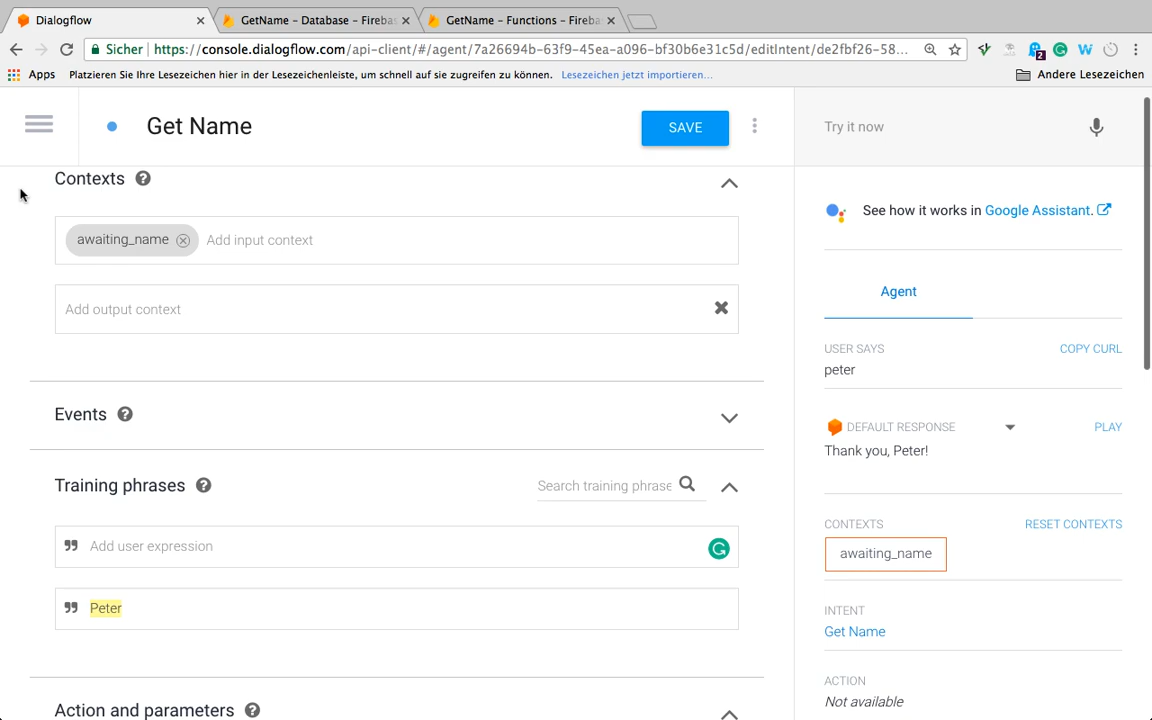 Dialogflow
GetName – Database – Fireba
GetName – Functions – Fireba
Sicher
https://console.dialogflow.com/api-client/#/agent/7a26694b-63f9-45ea-a096-bf30b6e31c5d/editIntent/de2fbf26-58...
2
W
Apps
Platzieren Sie Ihre Lesezeichen hier in der Lesezeichenleiste, um schnell auf sie zugreifen zu können.
Lesezeichen jetzt importieren...
Andere Lesezeichen
Get Name
SAVE
Contexts
awaiting_name
Add input context
Add output context
Events
Training phrases
Search training phrase
Add user expression
Peter
Action and parameters
Try it now
See how it works in Google Assistant.
Agent
USER SAYS
COPY CURL
peter
DEFAULT RESPONSE
PLAY
Thank you, Peter!
CONTEXTS
RESET CONTEXTS
awaiting_name
INTENT
Get Name
ACTION
Not available